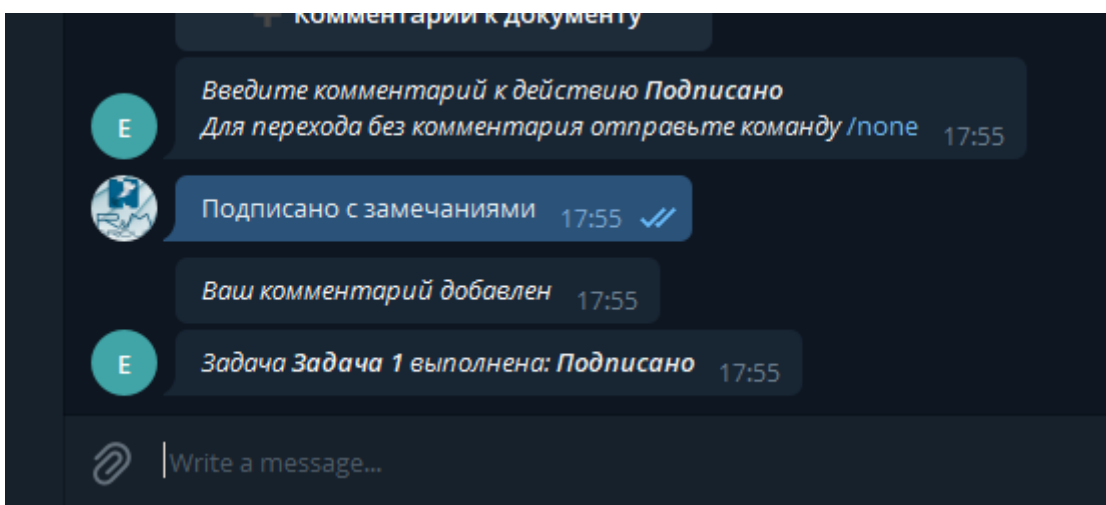 Комментарии к документу
Введите комментарий к действию Подписано
Для перехода без комментария отправьте команду /none 17:55
E
Подписано с замечаниями 17:55
Ваш комментарий добавлен 17:55
E
Задача Задача 1 выполнена: Подписано 17:55
Write a message...